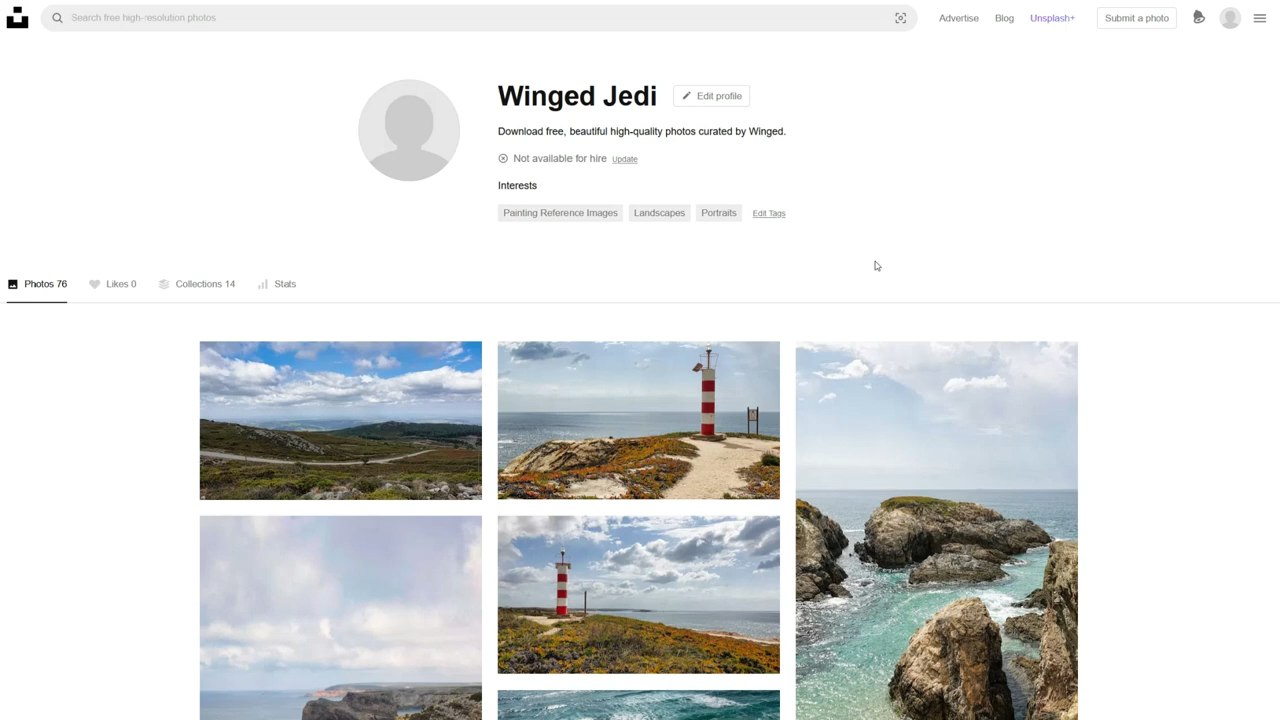 Search free high-resolution photos
Advertise
Blog
Unsplash+
Submit a photo
Winged Jedi
Edit profile
Download free, beautiful high-quality photos curated by Winged.
Not available for hire Update
Interests
Painting Reference Images
Landscapes
Portraits
Edit Tags
Photos 76
Likes 0
Collections 14
Stats